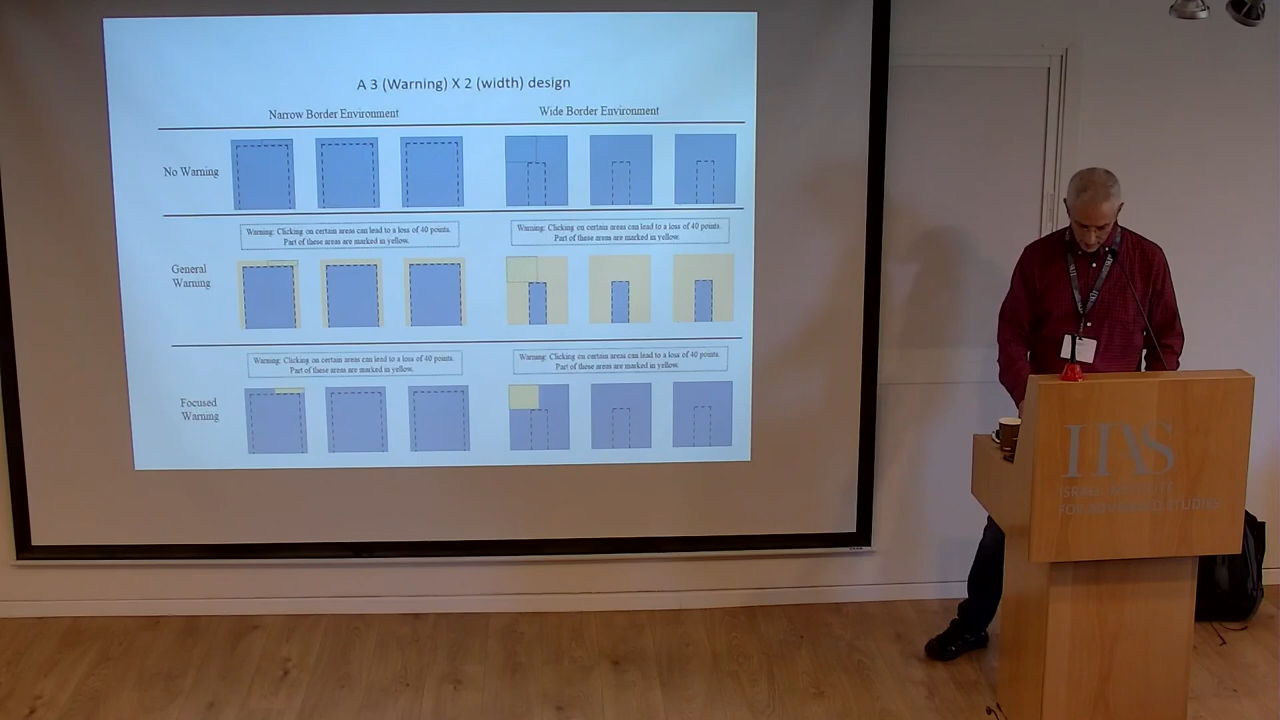 A 3 (Warning) X 2 (width) design
Narrow Border Environment
Wide Border Environment
No Warning
Warning: Clicking on certain areas can lead to a loss of 40 points.
Part of these areas are marked in yellow.
Warning: Clicking on certain areas can lead to a loss of 40 points.
Part of these areas are marked in yellow.
General
Warning
Warning: Clicking on certain areas can lead to a loss of 40 points.
Part of these areas are marked in yellow.
Warning: Clicking on certain areas can lead to a loss of 40 points.
Part of these areas are marked in yellow.
Focused
Warning
IIAS
ISRAEL INSTITUTE
FOR ADVANCED STUDIES